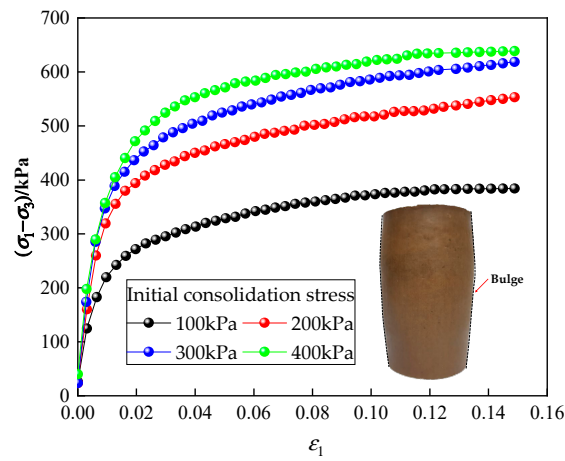 700
600
500
400
300
200
100
0
(σ₁–σ₃)/kPa
Bulge
Initial consolidation stress
100kPa 200kPa
300kPa 400kPa
0.00 0.02 0.04 0.06 0.08 0.10 0.12 0.14 0.16
ε₁